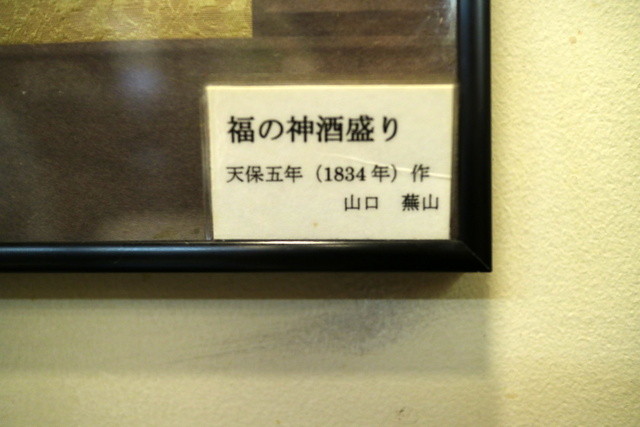 福の神酒盛り
天保五年（1834年）作
山口　蕪山